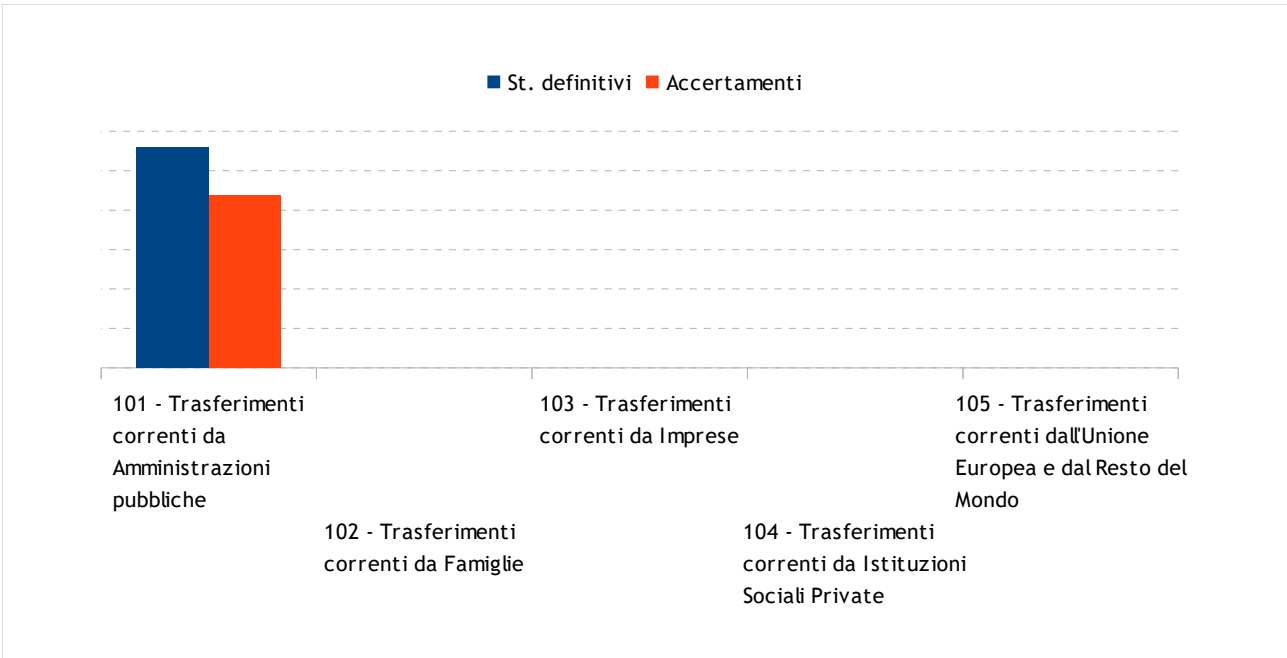 St. definitivi Accertamenti
101 - Trasferimenti
correnti da
Amministrazioni
pubbliche
102 - Trasferimenti
correnti da Famiglie
103 - Trasferimenti
correnti da Imprese
104 - Trasferimenti
correnti da Istituzioni
Sociali Private
105 - Trasferimenti
correnti dall'Unione
Europea e dal Resto del
Mondo